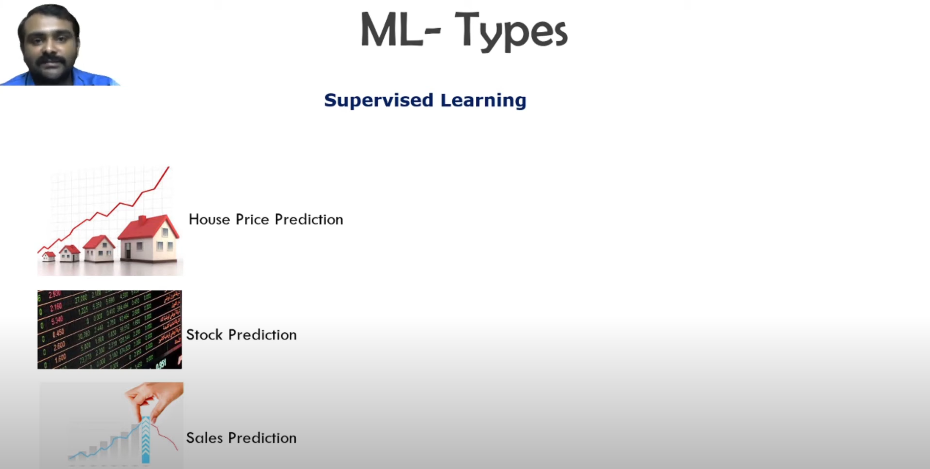 ML- Types
Supervised Learning
House Price Prediction
Stock Prediction
Sales Prediction